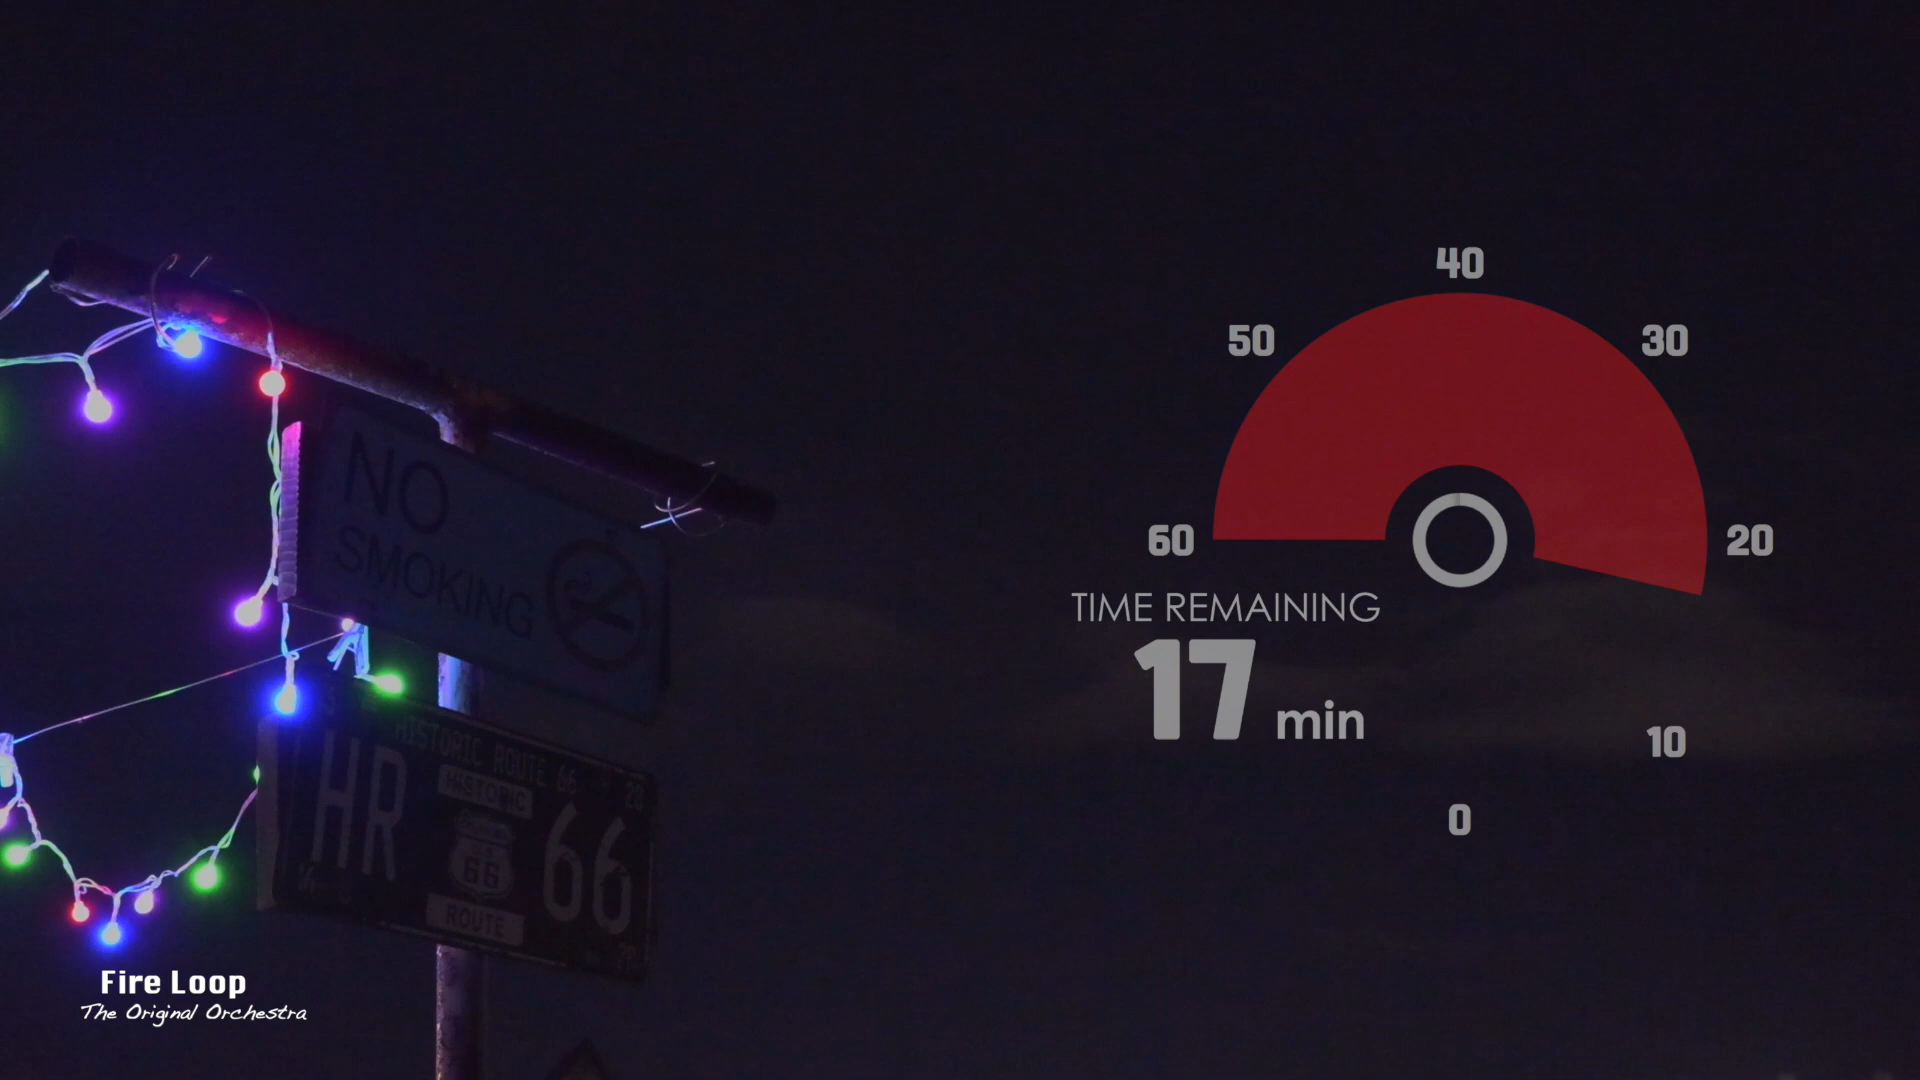 40
50
30
60
20
TIME REMAINING
17 min
10
0
NO
SMOKING
HISTORIC ROUTE 66
HR
HISTORIC
66
66
ROUTE
Fire Loop
The Original Orchestra